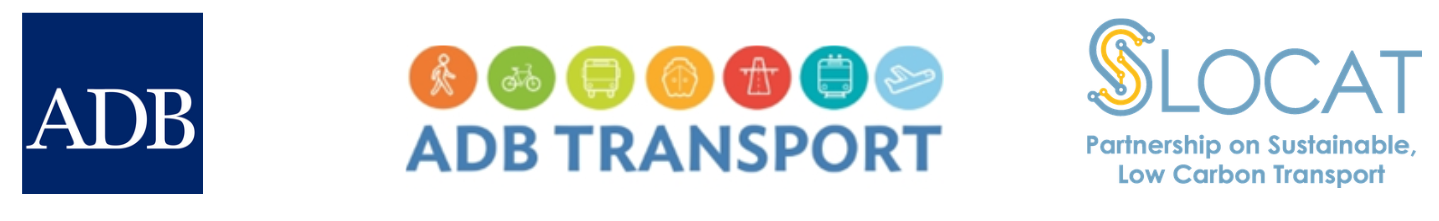 ADB
ADB TRANSPORT
SLOCAT
Partnership on Sustainable,
Low Carbon Transport